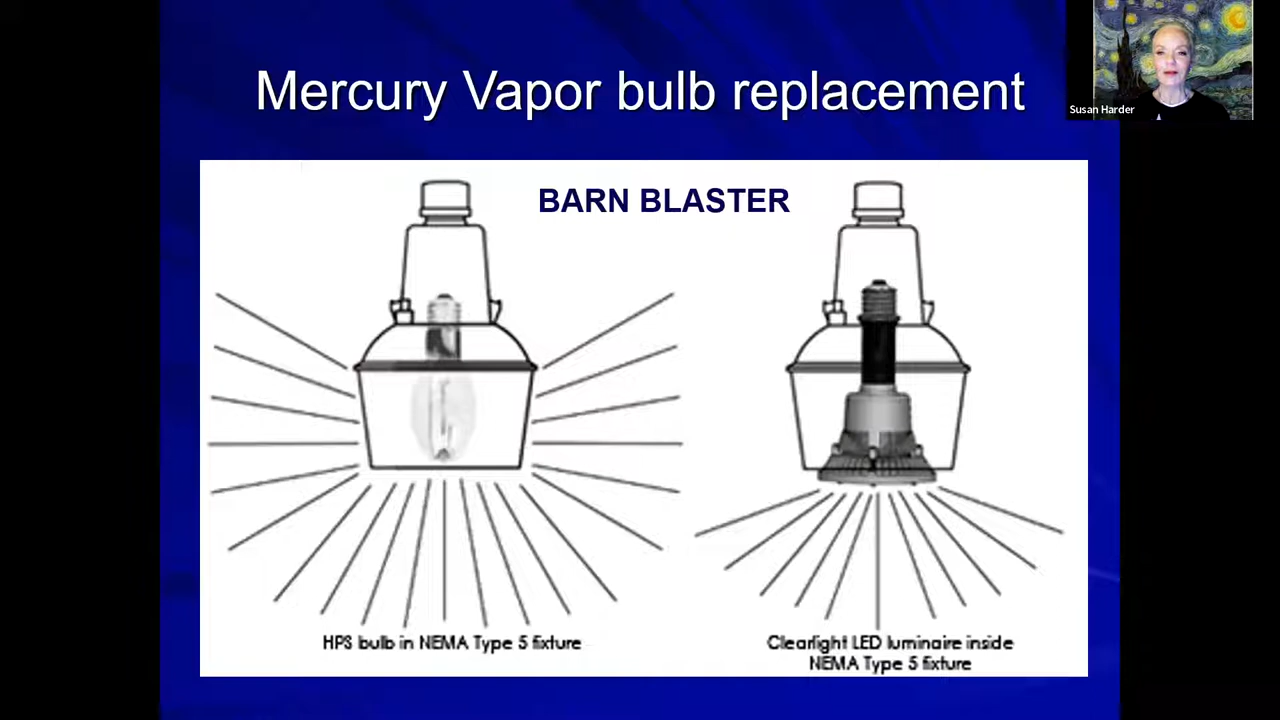 Mercury Vapor bulb replacement
Susan Harder
BARN BLASTER
HPS bulb in NEMA Type 5 fixture
Clearlight LED luminaire inside
NEMA Type 5 fixture